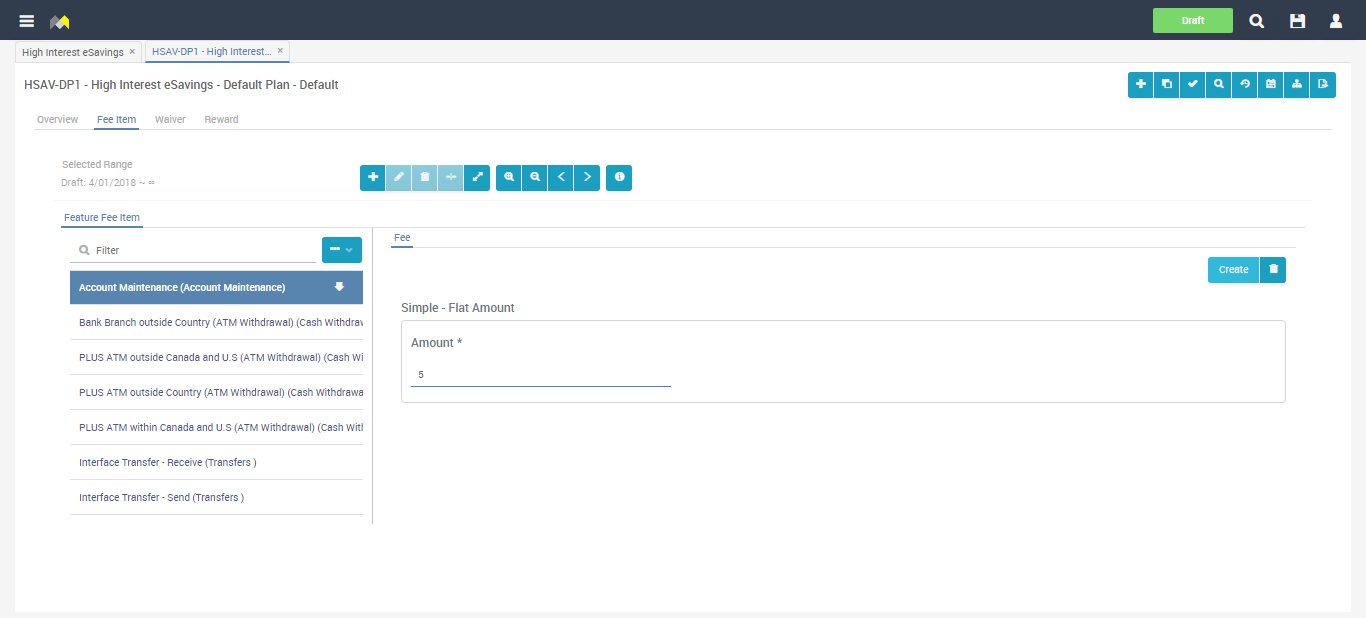 Draft
High Interest eSavings ×
HSAV-DP1 - High Interest... ×
HSAV-DP1 - High Interest eSavings - Default Plan - Default
Overview Fee Item Waiver Reward
Selected Range
Draft: 4/01/2018 ~ ∞
Feature Fee Item
Filter
Fee
Create
Account Maintenance (Account Maintenance)
Simple - Flat Amount
Bank Branch outside Country (ATM Withdrawal) (Cash Withdraw
Amount *
PLUS ATM outside Canada and U.S (ATM Withdrawal) (Cash Wi
5
PLUS ATM outside Country (ATM Withdrawal) (Cash Withdrawa
PLUS ATM within Canada and U.S (ATM Withdrawal) (Cash With
Interface Transfer - Receive (Transfers )
Interface Transfer - Send (Transfers )